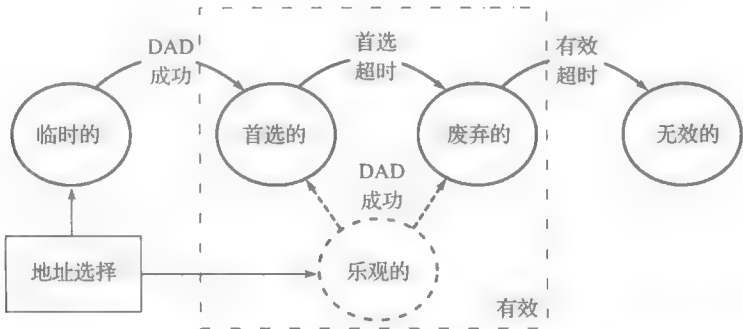 DAD
成功
首选
超时
有效
超时
临时的
首选的
废弃的
无效的
DAD
成功
地址选择
乐观的
有效